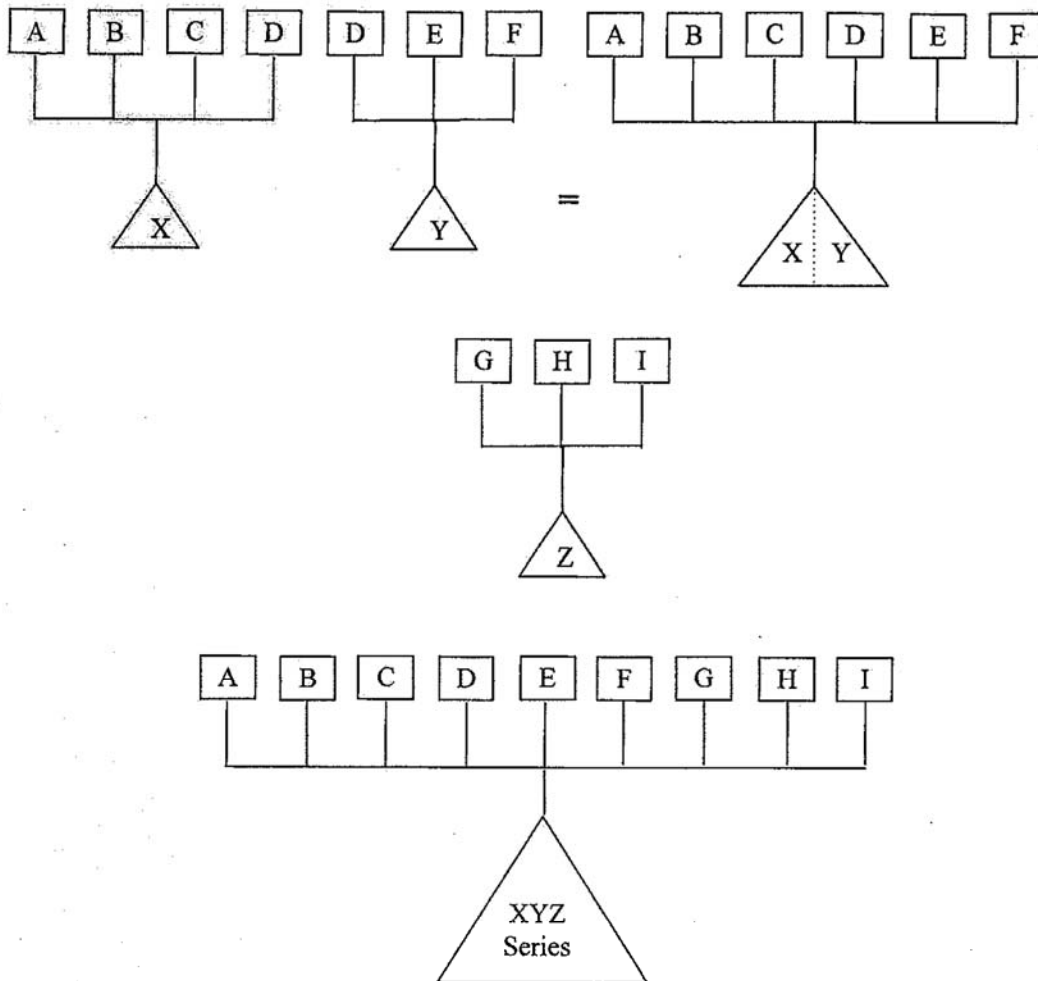 A B C D D E F A B C D E F
X Y = X Y
G H I
Z
A B C D E F G H I
XYZ
Series